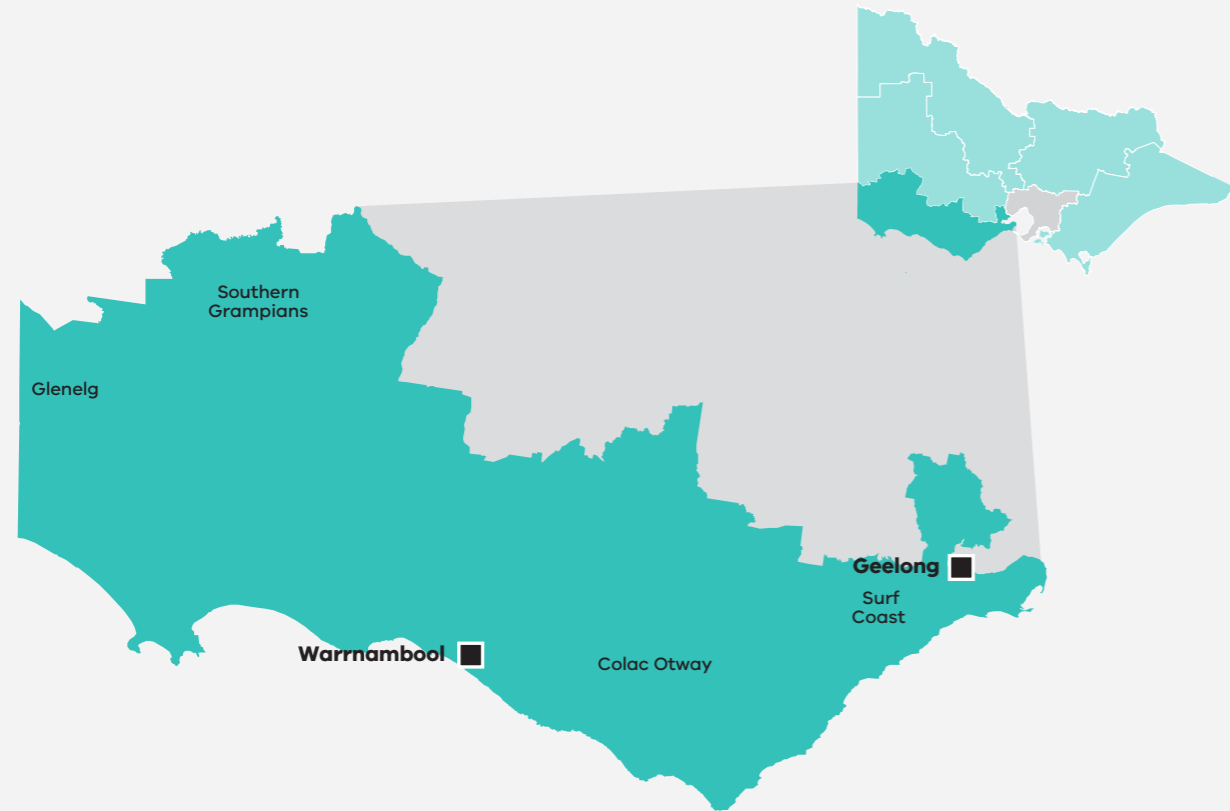 Southern
Grampians
Glenelg
Geelong
Surf
Coast
Warrnambool
Colac Otway